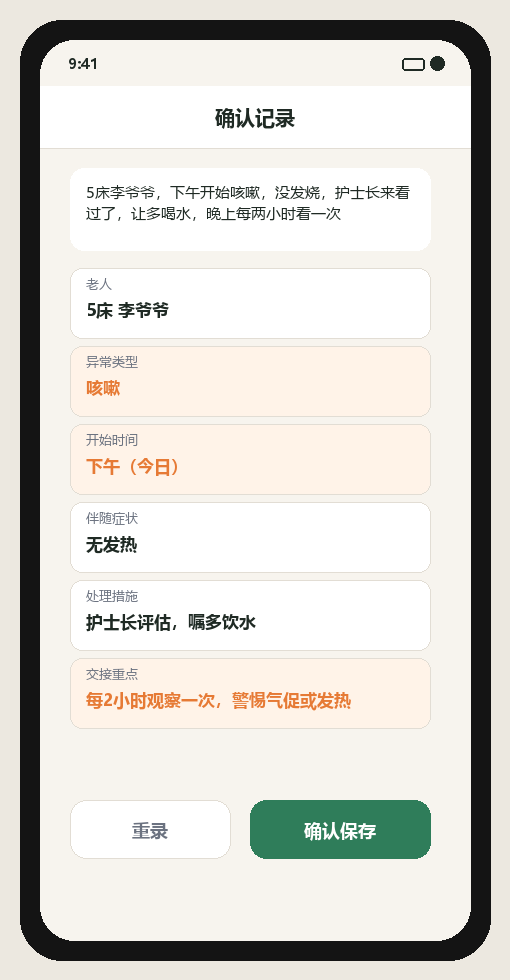 9:41
确认记录
5床李爷爷，下午开始咳嗽，没发烧，护士长来看
过了，让多喝水，晚上每两小时看一次
老人
5床 李爷爷
异常类型
咳嗽
开始时间
下午（今日）
伴随症状
无发热
处理措施
护士长评估，嘱多饮水
交接重点
每2小时观察一次，警惕气促或发热
重录
确认保存